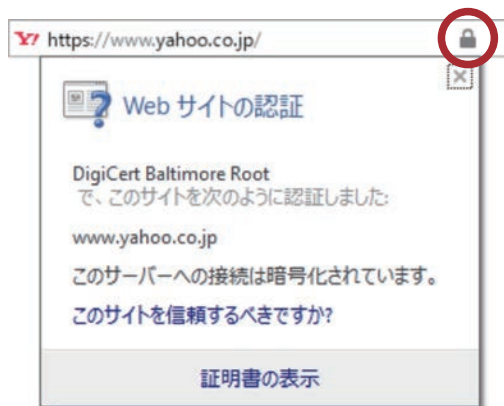 Y! https://www.yahoo.co.jp/
Web サイトの認証
DigiCert Baltimore Root
で、このサイトを次のように認証しました:
www.yahoo.co.jp
このサーバーへの接続は暗号化されています。
このサイトを信頼するべきですか?
証明書の表示